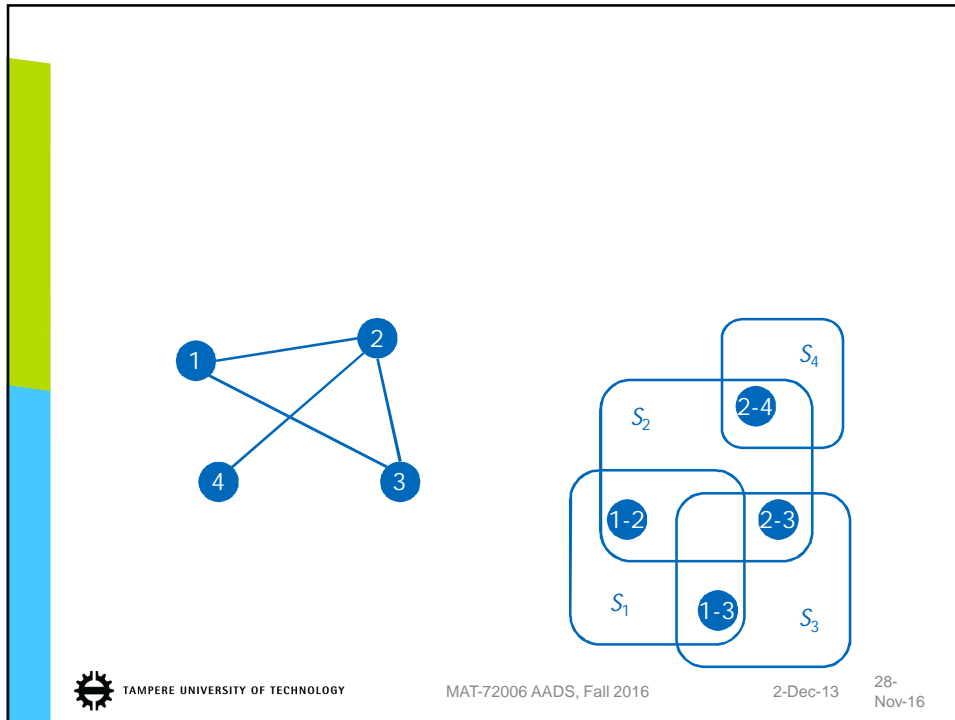 1
2
4
3
S4
S2
2-4
1-2
2-3
S1
1-3
S3
TAMPERE UNIVERSITY OF TECHNOLOGY
MAT-72006 AADS, Fall 2016
2-Dec-13
28-
Nov-16